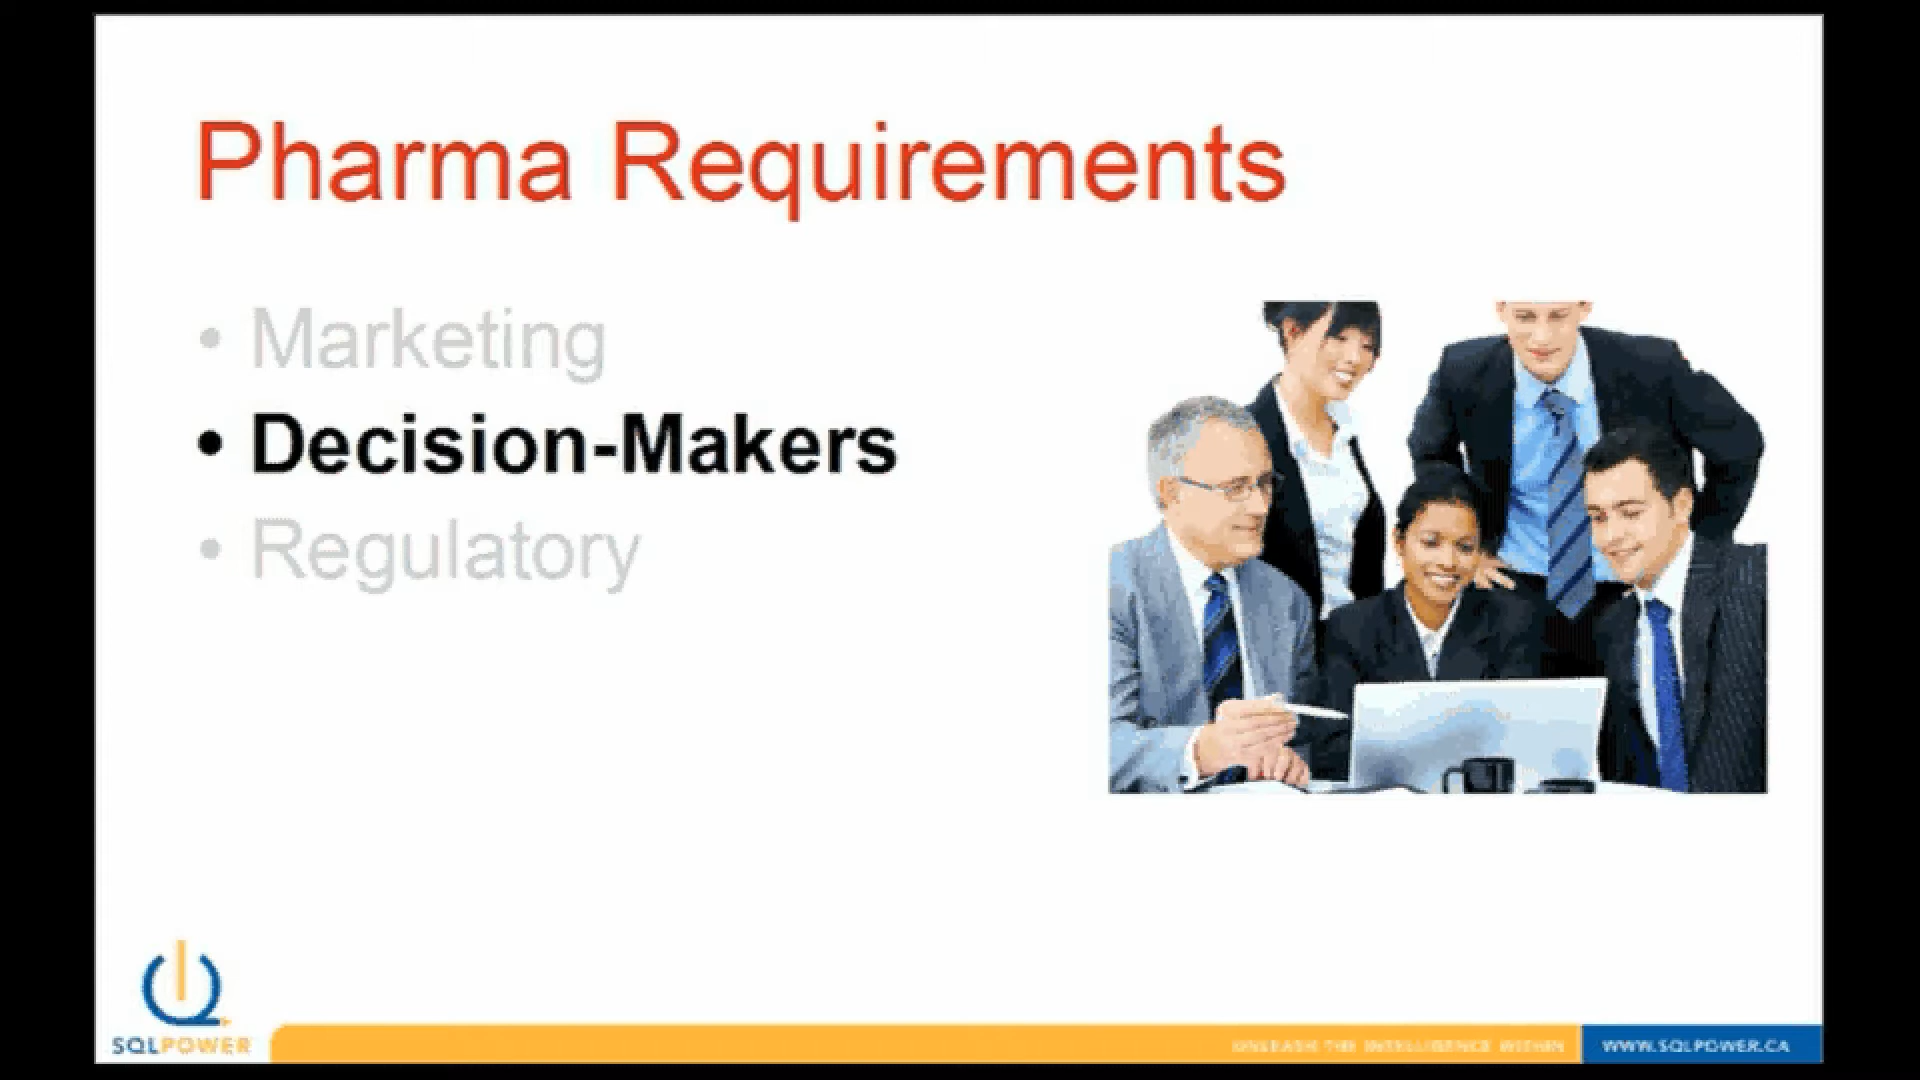 Pharma Requirements
• Marketing
• Decision-Makers
• Regulatory
SQLPOWER
UNLEASH THE INTELLIGENCE WITHIN
WWW.SQLPOWER.CA